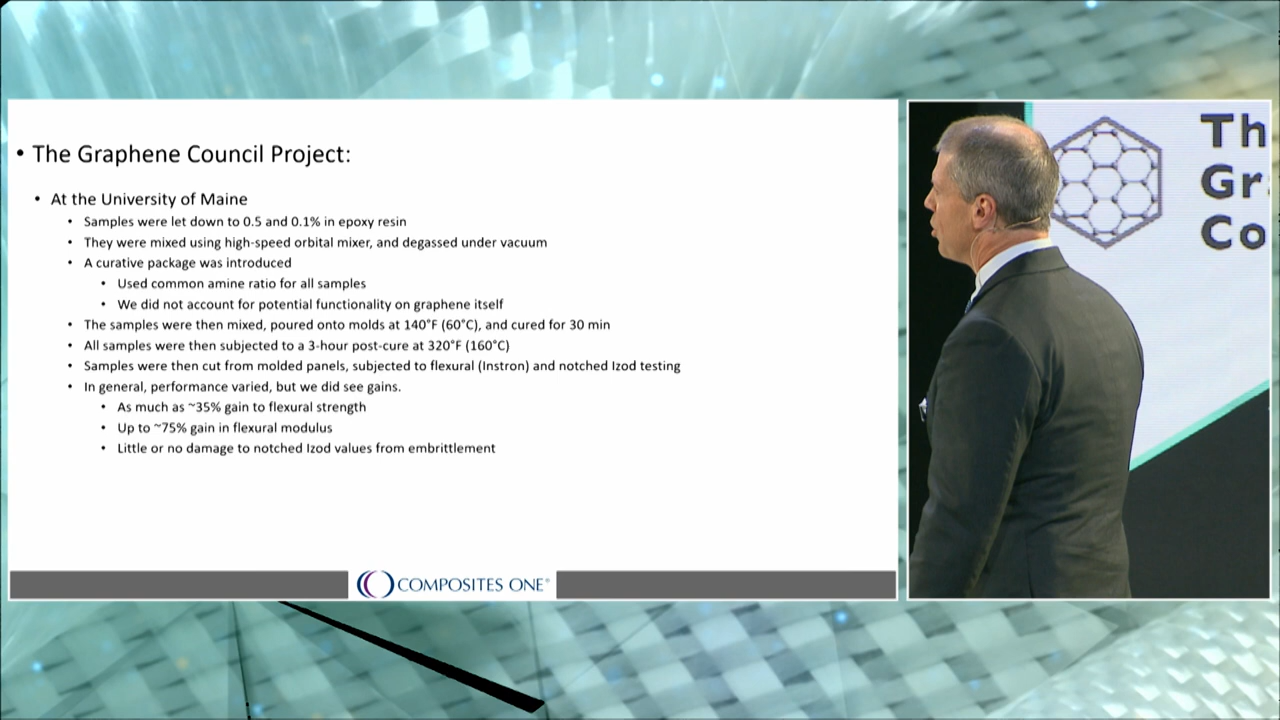 • The Graphene Council Project:
• At the University of Maine
• Samples were let down to 0.5 and 0.1% in epoxy resin
• They were mixed using high-speed orbital mixer, and degassed under vacuum
• A curative package was introduced
• Used common amine ratio for all samples
• We did not account for potential functionality on graphene itself
• The samples were then mixed, poured onto molds at 140°F (60°C), and cured for 30 min
• All samples were then subjected to a 3-hour post-cure at 320°F (160°C)
• Samples were then cut from molded panels, subjected to flexural (Instron) and notched Izod testing
• In general, performance varied, but we did see gains.
• As much as ~35% gain to flexural strength
• Up to ~75% gain in flexural modulus
• Little or no damage to notched Izod values from embrittlement
COMPOSITES ONE®
Th
Gr
Co